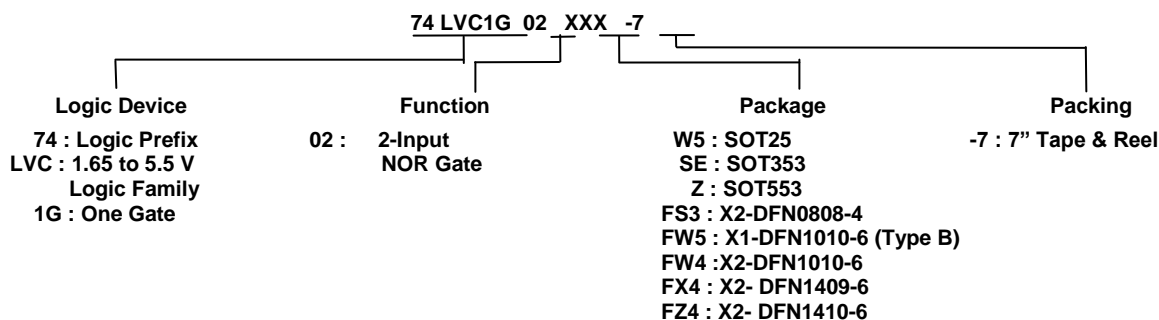 74 LVC1G 02 XXX -7
Logic Device Function Package Packing
74 : Logic Prefix 02 : 2-Input W5 : SOT25 -7 : 7” Tape & Reel
LVC : 1.65 to 5.5 V NOR Gate SE : SOT353
Logic Family Z : SOT553
1G : One Gate FS3 : X2-DFN0808-4
FW5 : X1-DFN1010-6 (Type B)
FW4 :X2-DFN1010-6
FX4 : X2- DFN1409-6
FZ4 : X2- DFN1410-6